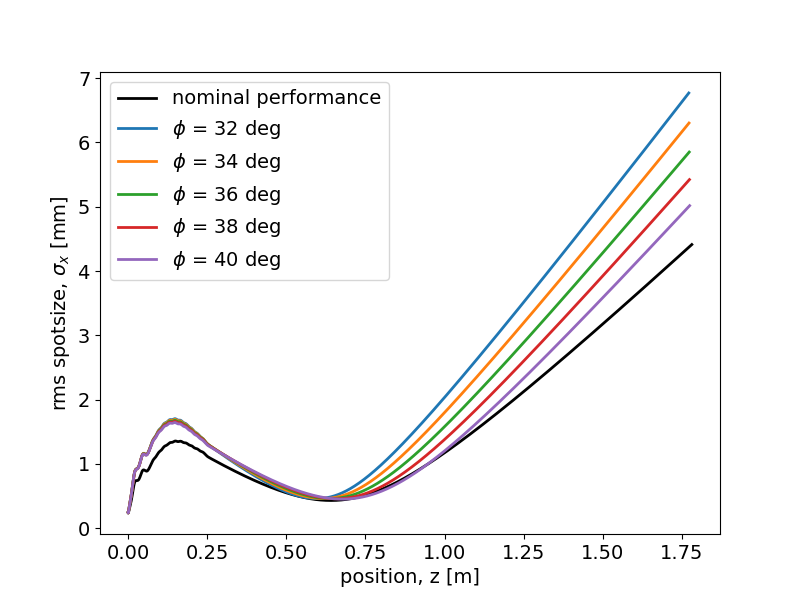 nominal performance
ϕ = 32 deg
ϕ = 34 deg
ϕ = 36 deg
ϕ = 38 deg
ϕ = 40 deg
rms spotsize, σₓ [mm]
7
6
5
4
3
2
1
0
0.00 0.25 0.50 0.75 1.00 1.25 1.50 1.75
position, z [m]